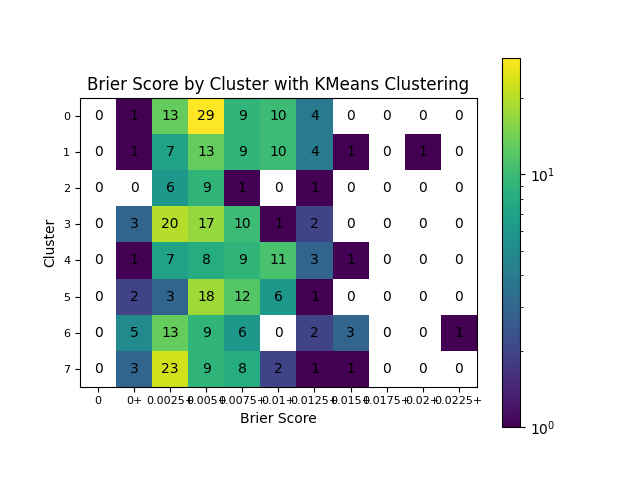 Brier Score by Cluster with KMeans Clustering
0 0 1 13 29 9 10 4 0 0 0 0
1 0 1 7 13 9 10 4 1 0 1 0
2 0 0 6 9 1 0 1 0 0 0 0
3 0 3 20 17 10 1 2 0 0 0 0
4 0 1 7 8 9 11 3 1 0 0 0
5 0 2 3 18 12 6 1 0 0 0 0
6 0 5 13 9 6 0 2 3 0 0 1
7 0 3 23 9 8 2 1 1 0 0 0
0 0+ 0.0025+ 0.005+ 0.0075+ 0.01+ 0.0125+ 0.015+ 0.0175+ 0.02+ 0.0225+
Brier Score
Cluster
10¹
10⁰